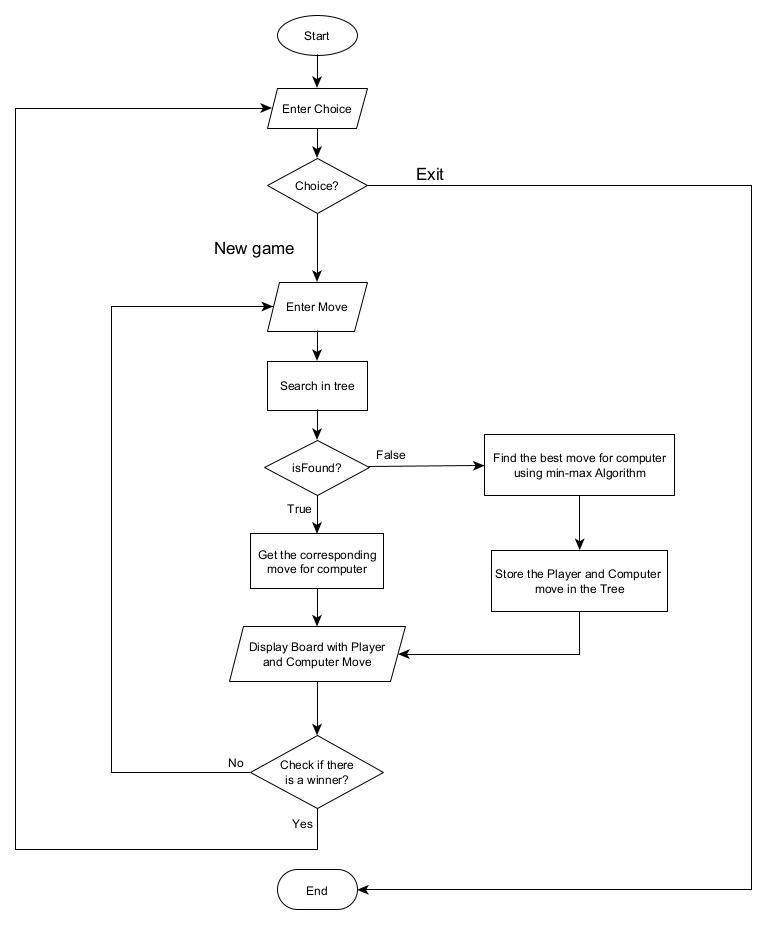 Start
Enter Choice
Choice?
Exit
New game
Enter Move
Search in tree
isFound?
False
Find the best move for computer
using min-max Algorithm
True
Get the corresponding
move for computer
Store the Player and Computer
move in the Tree
Display Board with Player
and Computer Move
Check if there
is a winner?
No
Yes
End